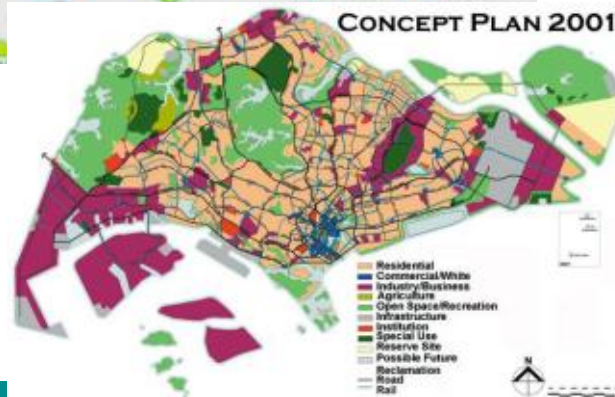 CONCEPT PLAN 2001
Residential
Commercial/White
Industry/Business
Agriculture
Open Space/Recreation
Infrastructure
Institution
Special Use
Reserve Site
Possible Future
Reclamation
Road
Rail
N